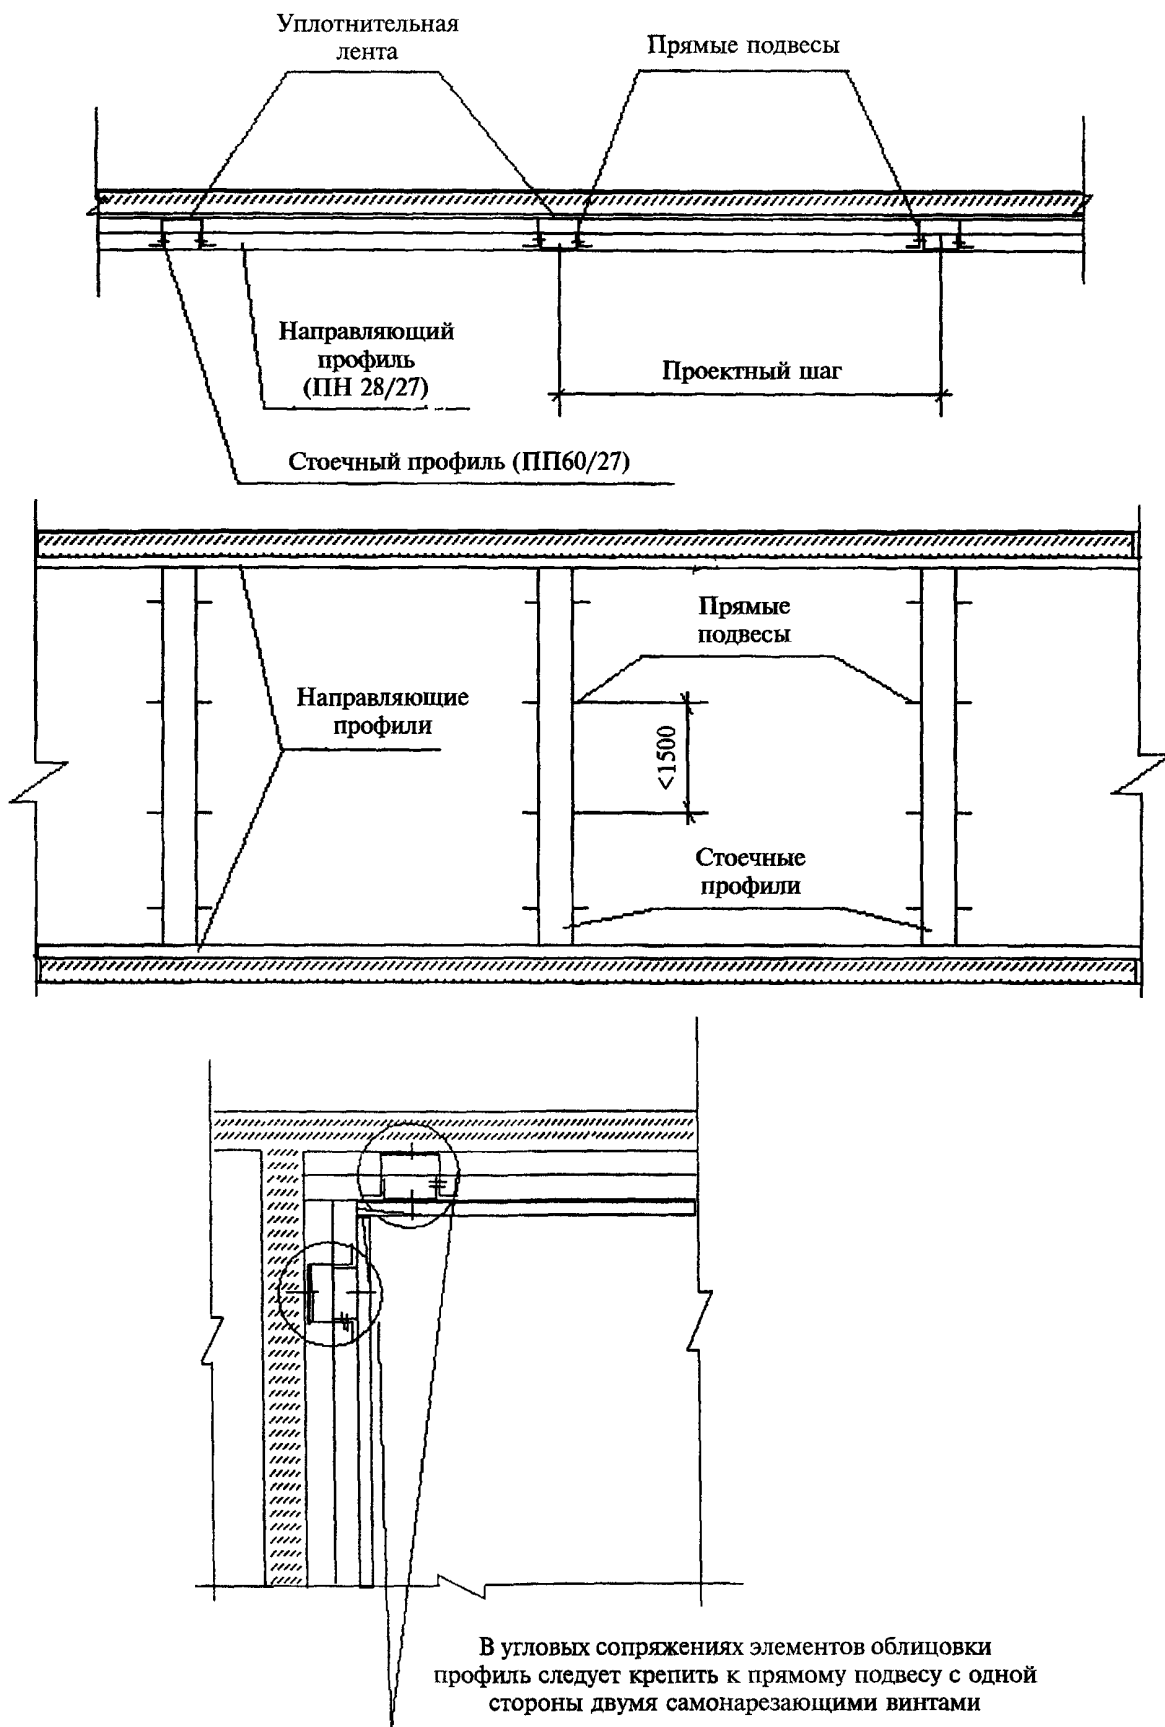 Уплотнительная
лента
Прямые подвесы
Направляющий
профиль
(ПН 28/27)
Проектный шаг
Стоечный профиль (ПП60/27)
Прямые
подвесы
Направляющие
профили
<1500
Стоечные
профили
В угловых сопряжениях элементов облицовки
профиль следует крепить к прямому подвесу с одной
стороны двумя самонарезающими винтами